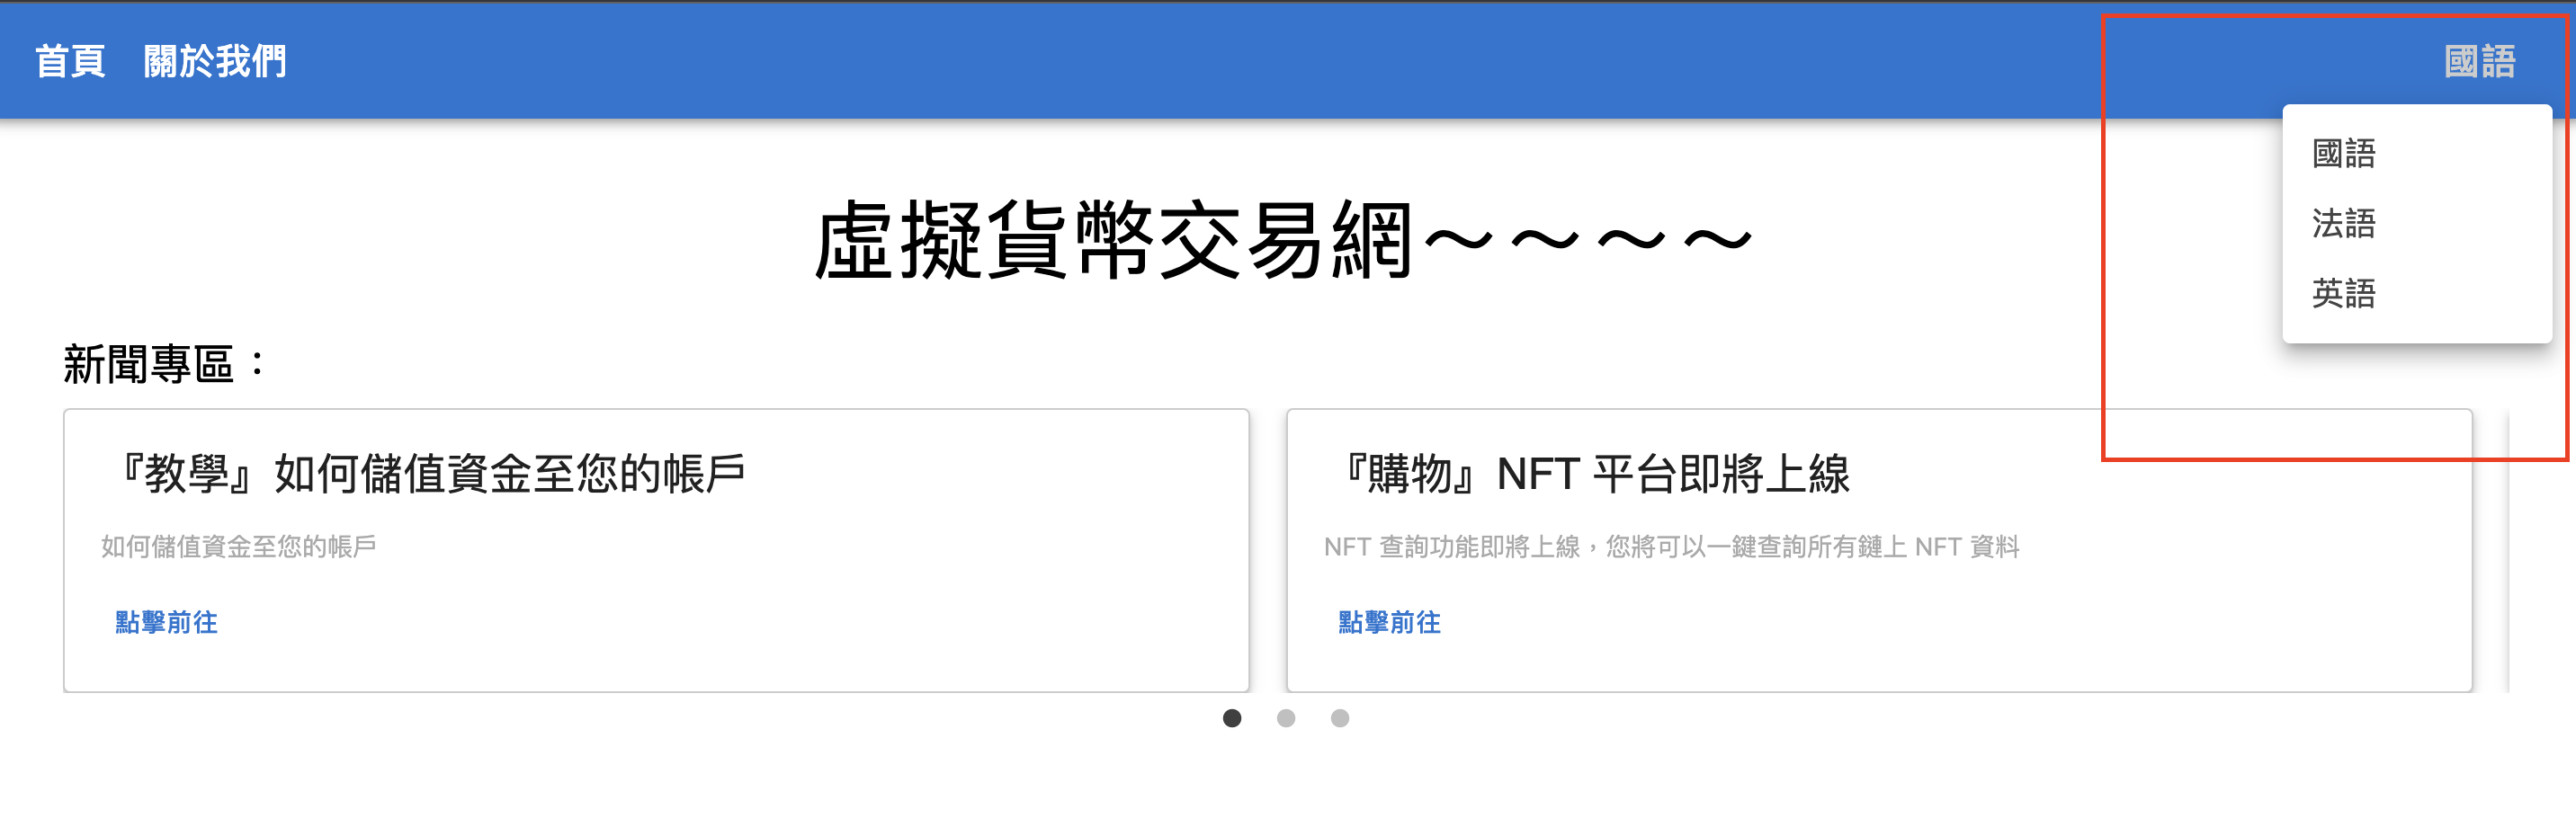 首頁 關於我們 國語
國語
法語
英語
虛擬貨幣交易網～～～～
新聞專區：
『教學』如何儲值資金至您的帳戶
如何儲值資金至您的帳戶
點擊前往
『購物』NFT 平台即將上線
NFT 查詢功能即將上線，您將可以一鍵查詢所有鏈上 NFT 資料
點擊前往